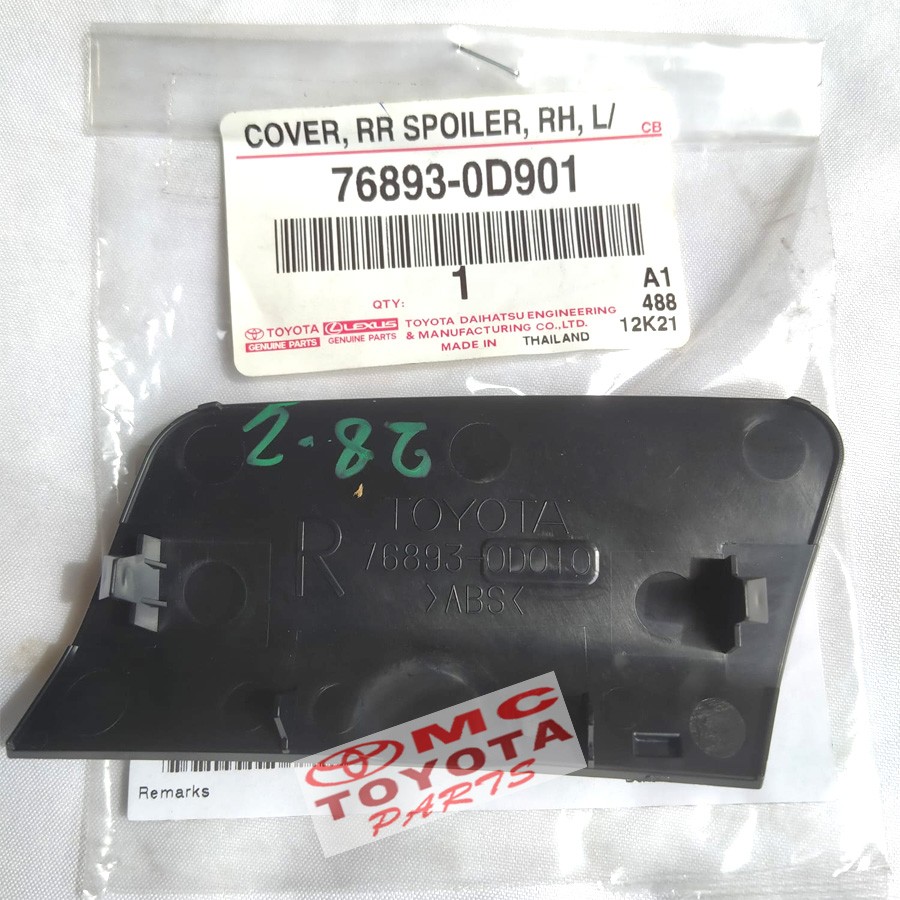 COVER, RR SPOILER, RH, L/ CB
76893-0D901
QTY: 1 A1
488
12K21
TOYOTA GENUINE PARTS
LEXUS GENUINE PARTS
TOYOTA DAIHATSU ENGINEERING
& MANUFACTURING CO.,LTD.
MADE IN THAILAND
28-2
R
TOYOTA
76893-0D010
>ABS<
MC
TOYOTA
PARTS
Remarks